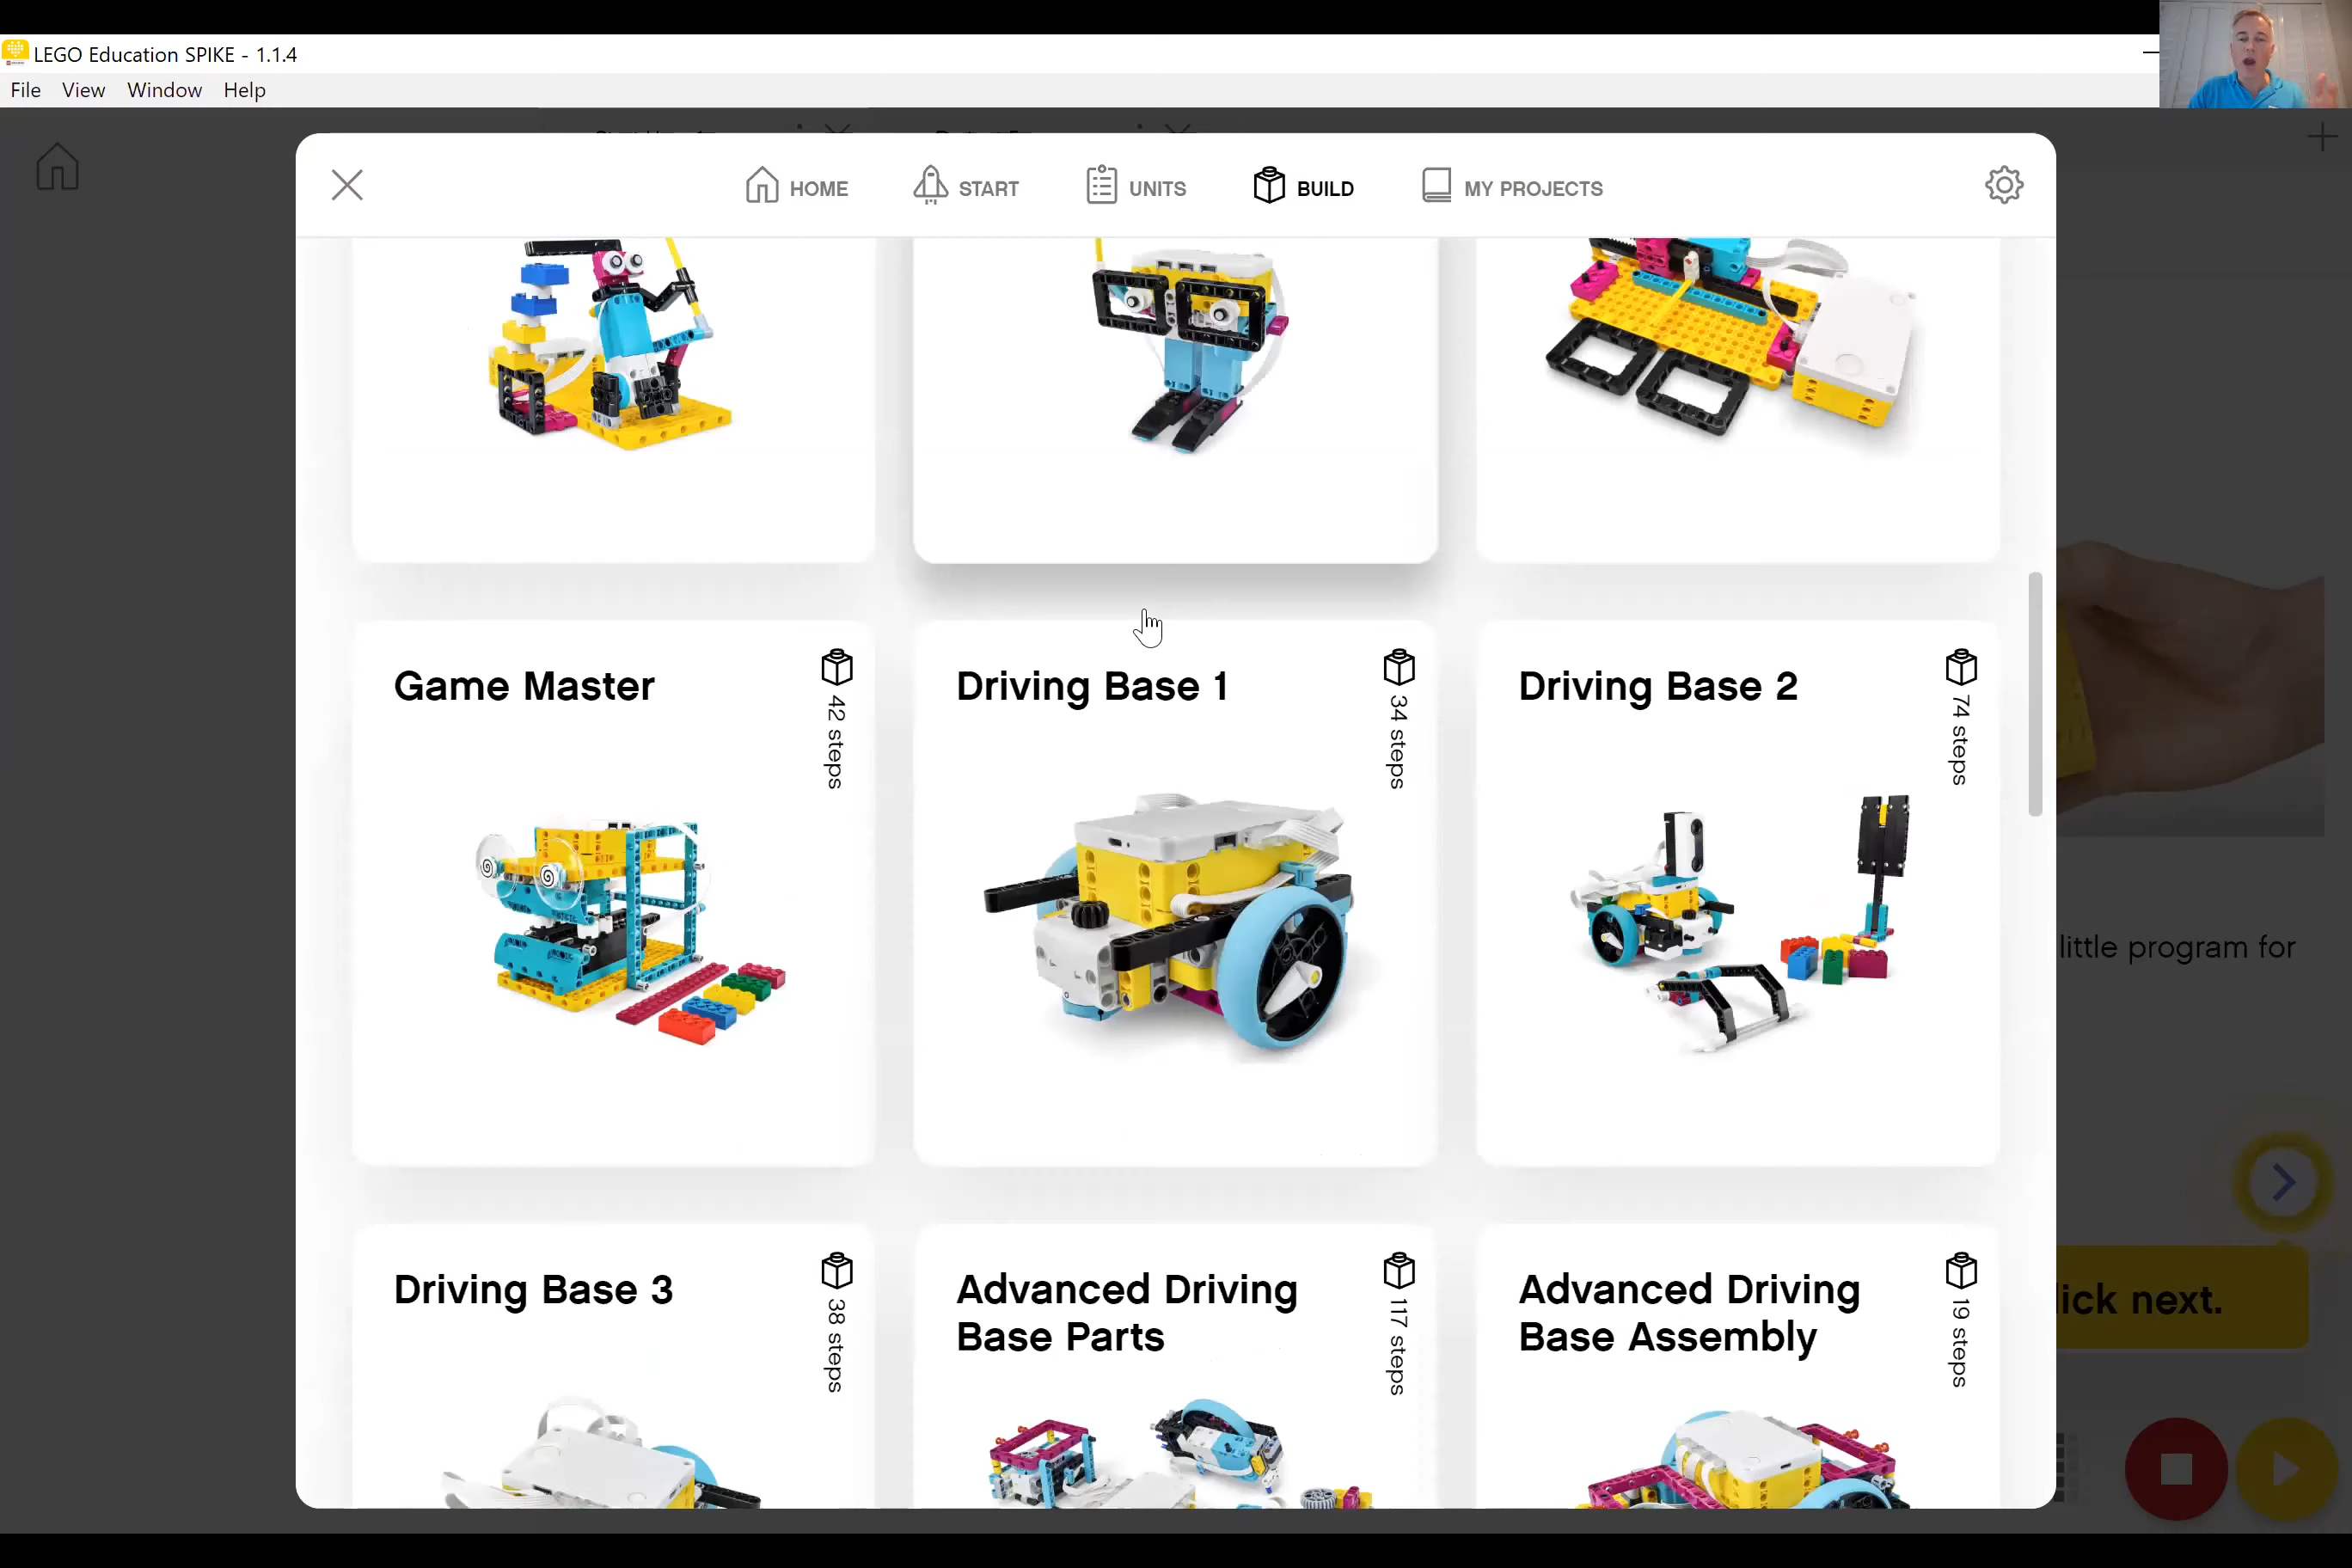 LEGO Education SPIKE - 1.1.4
File View Window Help
HOME START UNITS BUILD MY PROJECTS
Game Master
42 steps
Driving Base 1
34 steps
Driving Base 2
74 steps
little program for
Driving Base 3
38 steps
Advanced Driving
Base Parts
117 steps
Advanced Driving
Base Assembly
19 steps
lick next.